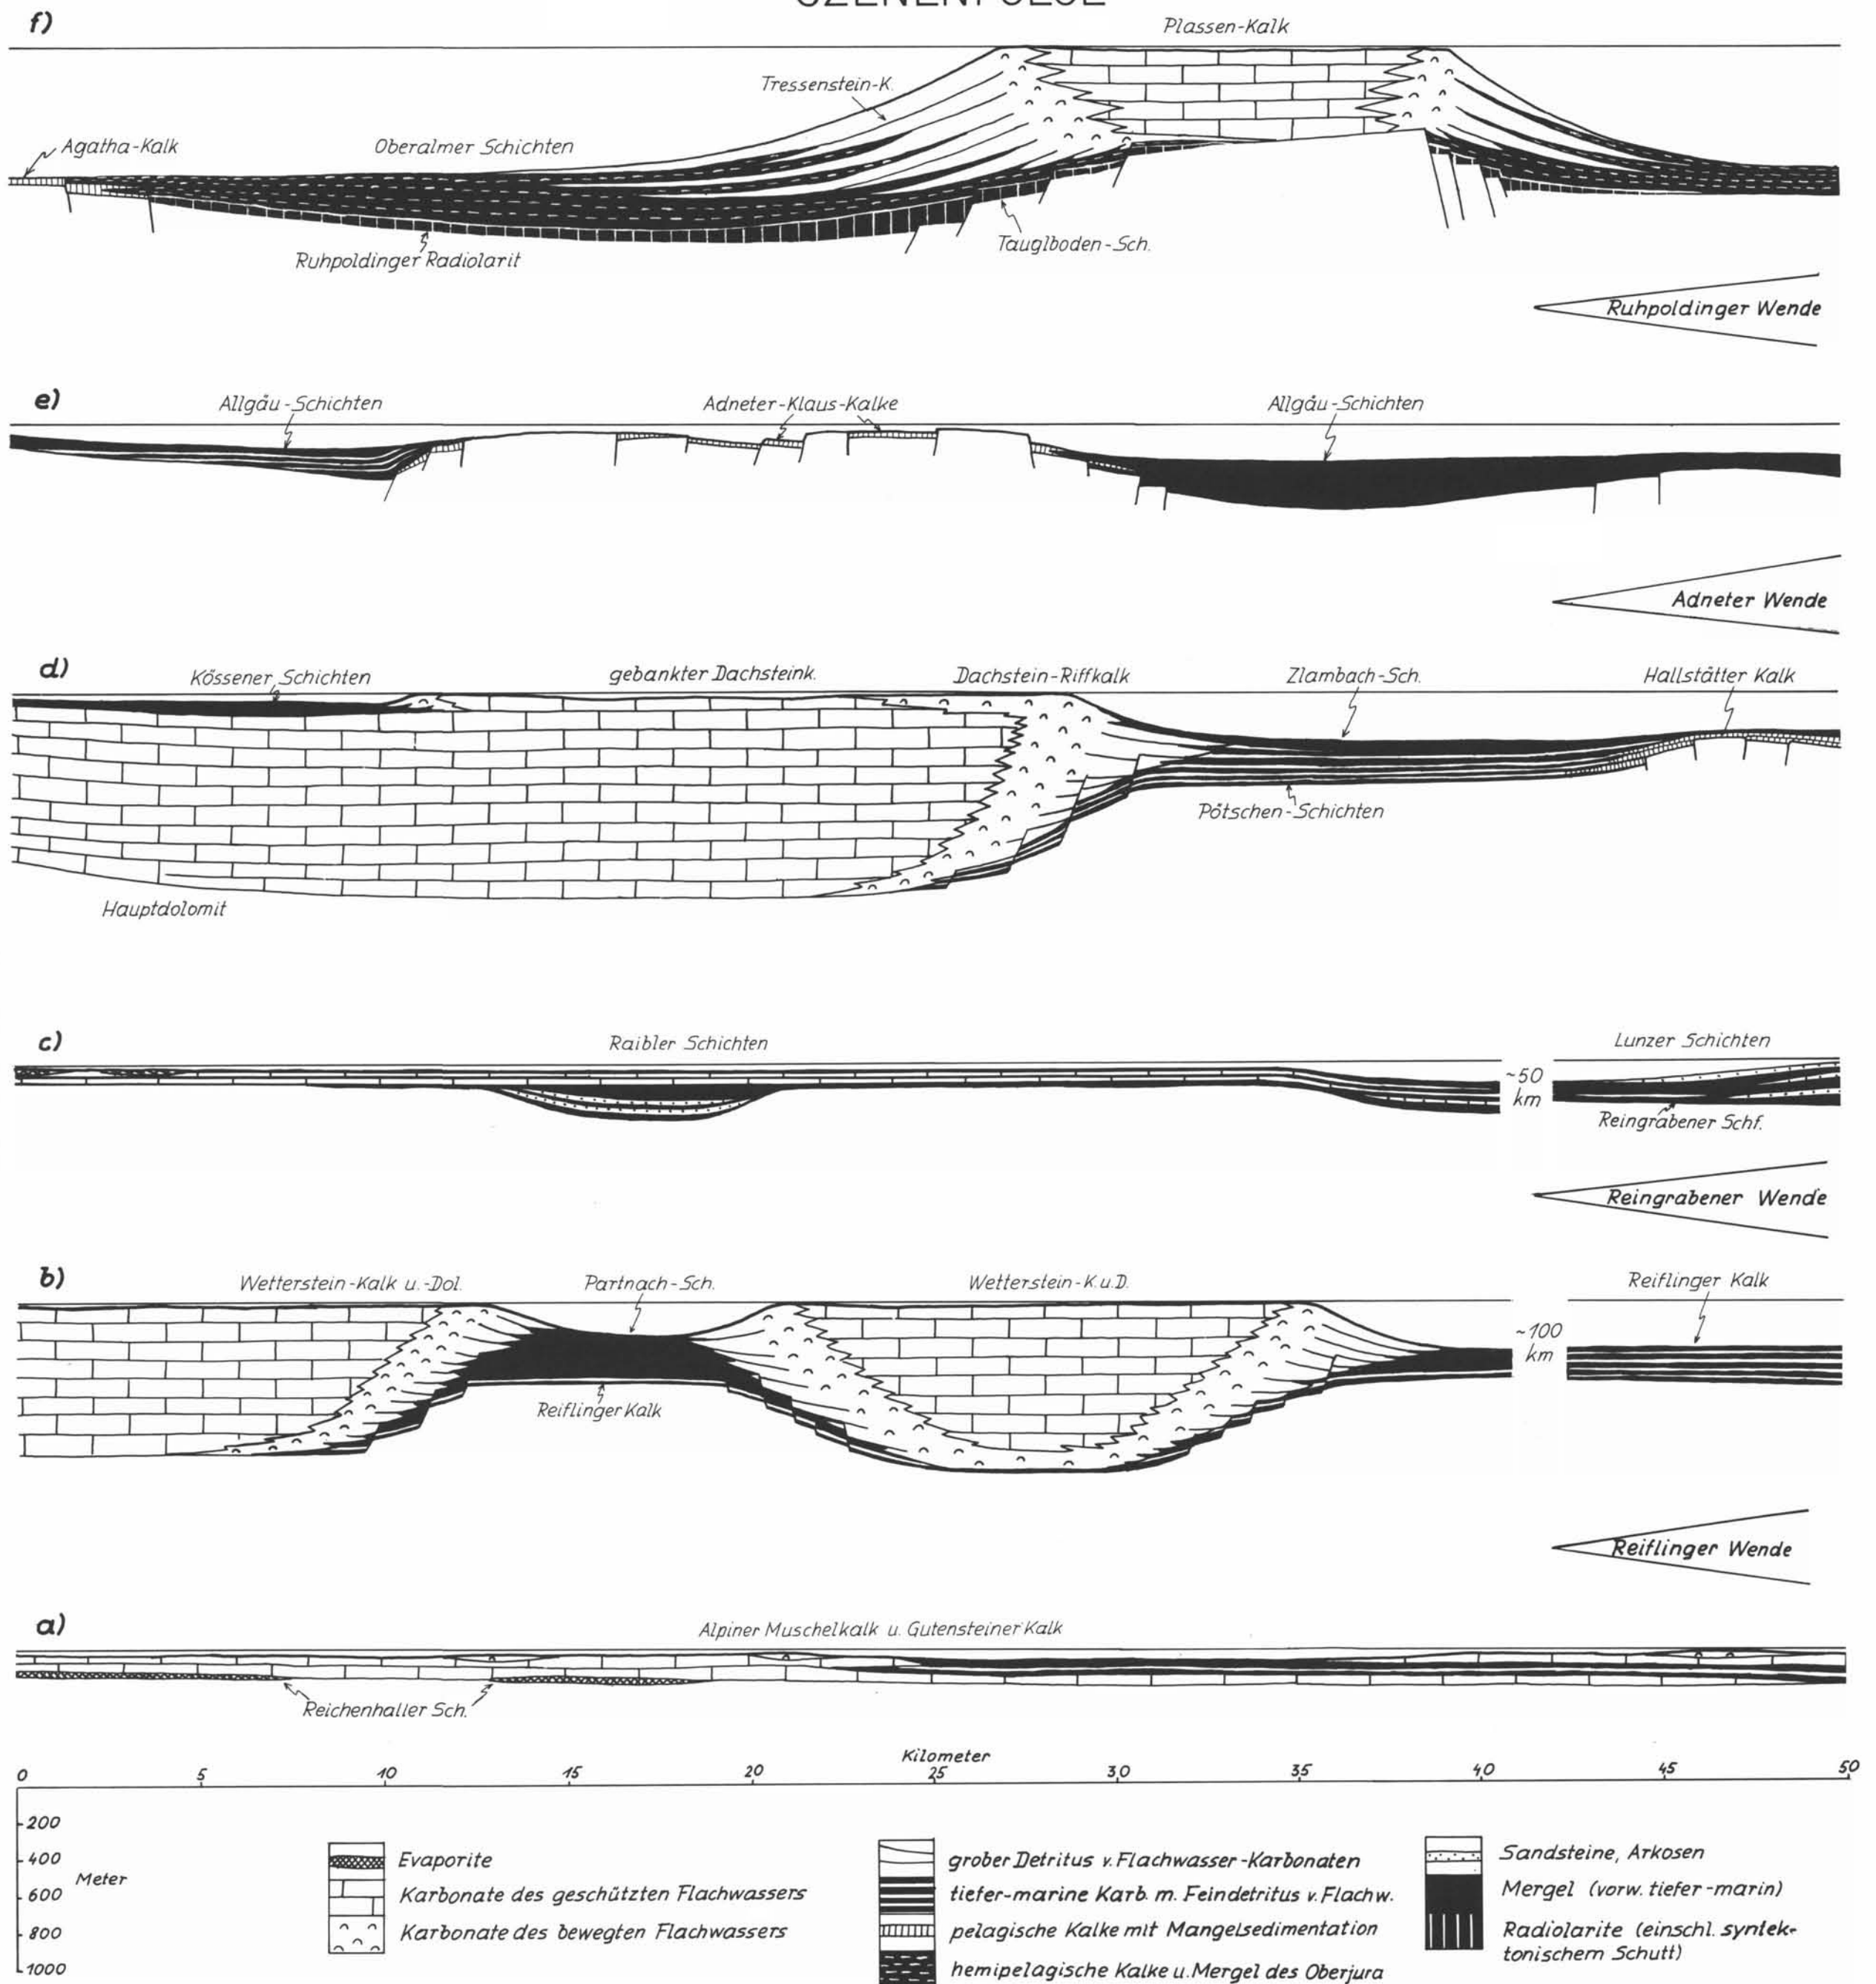 f)
Plassen-Kalk
Tressenstein-K.
Agatha-Kalk
Oberalmer Schichten
Tauglboden-Sch.
Ruhpoldinger Radiolarit
Ruhpoldinger Wende
e)
Allgäu-Schichten
Adneter-Klaus-Kalke
Allgäu-Schichten
Adneter Wende
d)
Kössener Schichten
gebankter Dachsteink.
Dachstein-Riffkalk
Zlambach-Sch.
Hallstätter Kalk
Pötschen-Schichten
Hauptdolomit
c)
Raibler Schichten
Lunzer Schichten
~50
km
Reingrabener Schf.
Reingrabener Wende
b)
Wetterstein-Kalk u.-Dol.
Partnach-Sch.
Wetterstein-K.u.D.
Reiflinger Kalk
~100
km
Reiflinger Kalk
Reiflinger Wende
a)
Alpiner Muschelkalk u. Gutensteiner Kalk
Reichenhaller Sch.
Kilometer
0 5 10 15 20 25 30 35 40 45 50
200
400
Meter
600
800
1000
Evaporite
Karbonate des geschützten Flachwassers
Karbonate des bewegten Flachwassers
grober Detritus v. Flachwasser-Karbonaten
tiefer-marine Karb. m. Feindetritus v. Flachw.
pelagische Kalke mit Mangelsedimentation
hemipelagische Kalke u. Mergel des Oberjura
Sandsteine, Arkosen
Mergel (vorw. tiefer-marin)
Radiolarite (einschl. syntek-
tonischem Schutt)